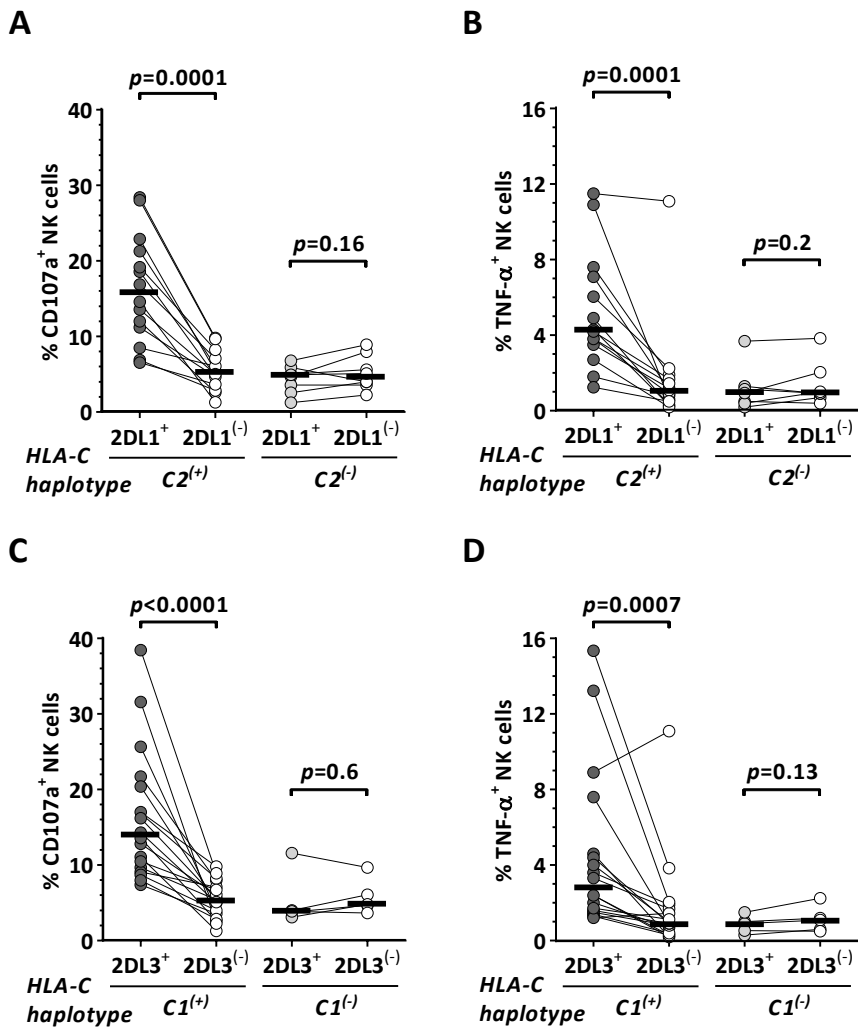 A
p=0.0001
% CD107a⁺ NK cells
40
30
20
10
0
p=0.16
2DL1⁺ 2DL1⁽⁻⁾ 2DL1⁺ 2DL1⁽⁻⁾
HLA-C
haplotype
C2⁽⁺⁾ C2⁽⁻⁾
B
p=0.0001
% TNF-α⁺ NK cells
16
12
8
4
0
p=0.2
2DL1⁺ 2DL1⁽⁻⁾ 2DL1⁺ 2DL1⁽⁻⁾
HLA-C
haplotype
C2⁽⁺⁾ C2⁽⁻⁾
C
p<0.0001
% CD107a⁺ NK cells
40
30
20
10
0
p=0.6
2DL3⁺ 2DL3⁽⁻⁾ 2DL3⁺ 2DL3⁽⁻⁾
HLA-C
haplotype
C1⁽⁺⁾ C1⁽⁻⁾
D
p=0.0007
% TNF-α⁺ NK cells
16
12
8
4
0
p=0.13
2DL3⁺ 2DL3⁽⁻⁾ 2DL3⁺ 2DL3⁽⁻⁾
HLA-C
haplotype
C1⁽⁺⁾ C1⁽⁻⁾